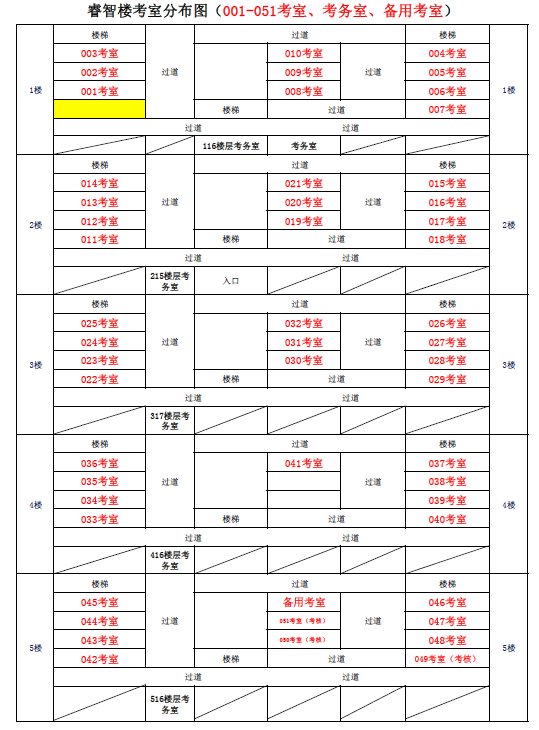 睿智楼考室分布图（001-051考室、考务室、备用考室）
楼梯 过道 楼梯
003考室 010考室 004考室
002考室 过道 009考室 过道 005考室
1楼 001考室 008考室 006考室 1楼
楼梯 过道 007考室
过道 过道
116楼层考务室 考务室
楼梯 过道 楼梯
014考室 021考室 015考室
013考室 过道 020考室 过道 016考室
2楼 012考室 019考室 017考室 2楼
011考室 楼梯 过道 018考室
过道 过道
215楼层考
务室 入口
楼梯 过道 楼梯
025考室 032考室 026考室
024考室 过道 031考室 过道 027考室
3楼 023考室 030考室 028考室 3楼
022考室 楼梯 过道 029考室
过道 过道
317楼层考
务室
楼梯 过道 楼梯
036考室 041考室 037考室
035考室 过道 过道 038考室
4楼 034考室 039考室 4楼
033考室 楼梯 过道 040考室
过道 过道
416楼层考
务室
楼梯 过道 楼梯
045考室 备用考室 046考室
044考室 过道 051考室（考核） 过道 047考室
5楼 043考室 050考室（考核） 048考室 5楼
042考室 楼梯 过道 049考室（考核）
过道 过道
516楼层考
务室